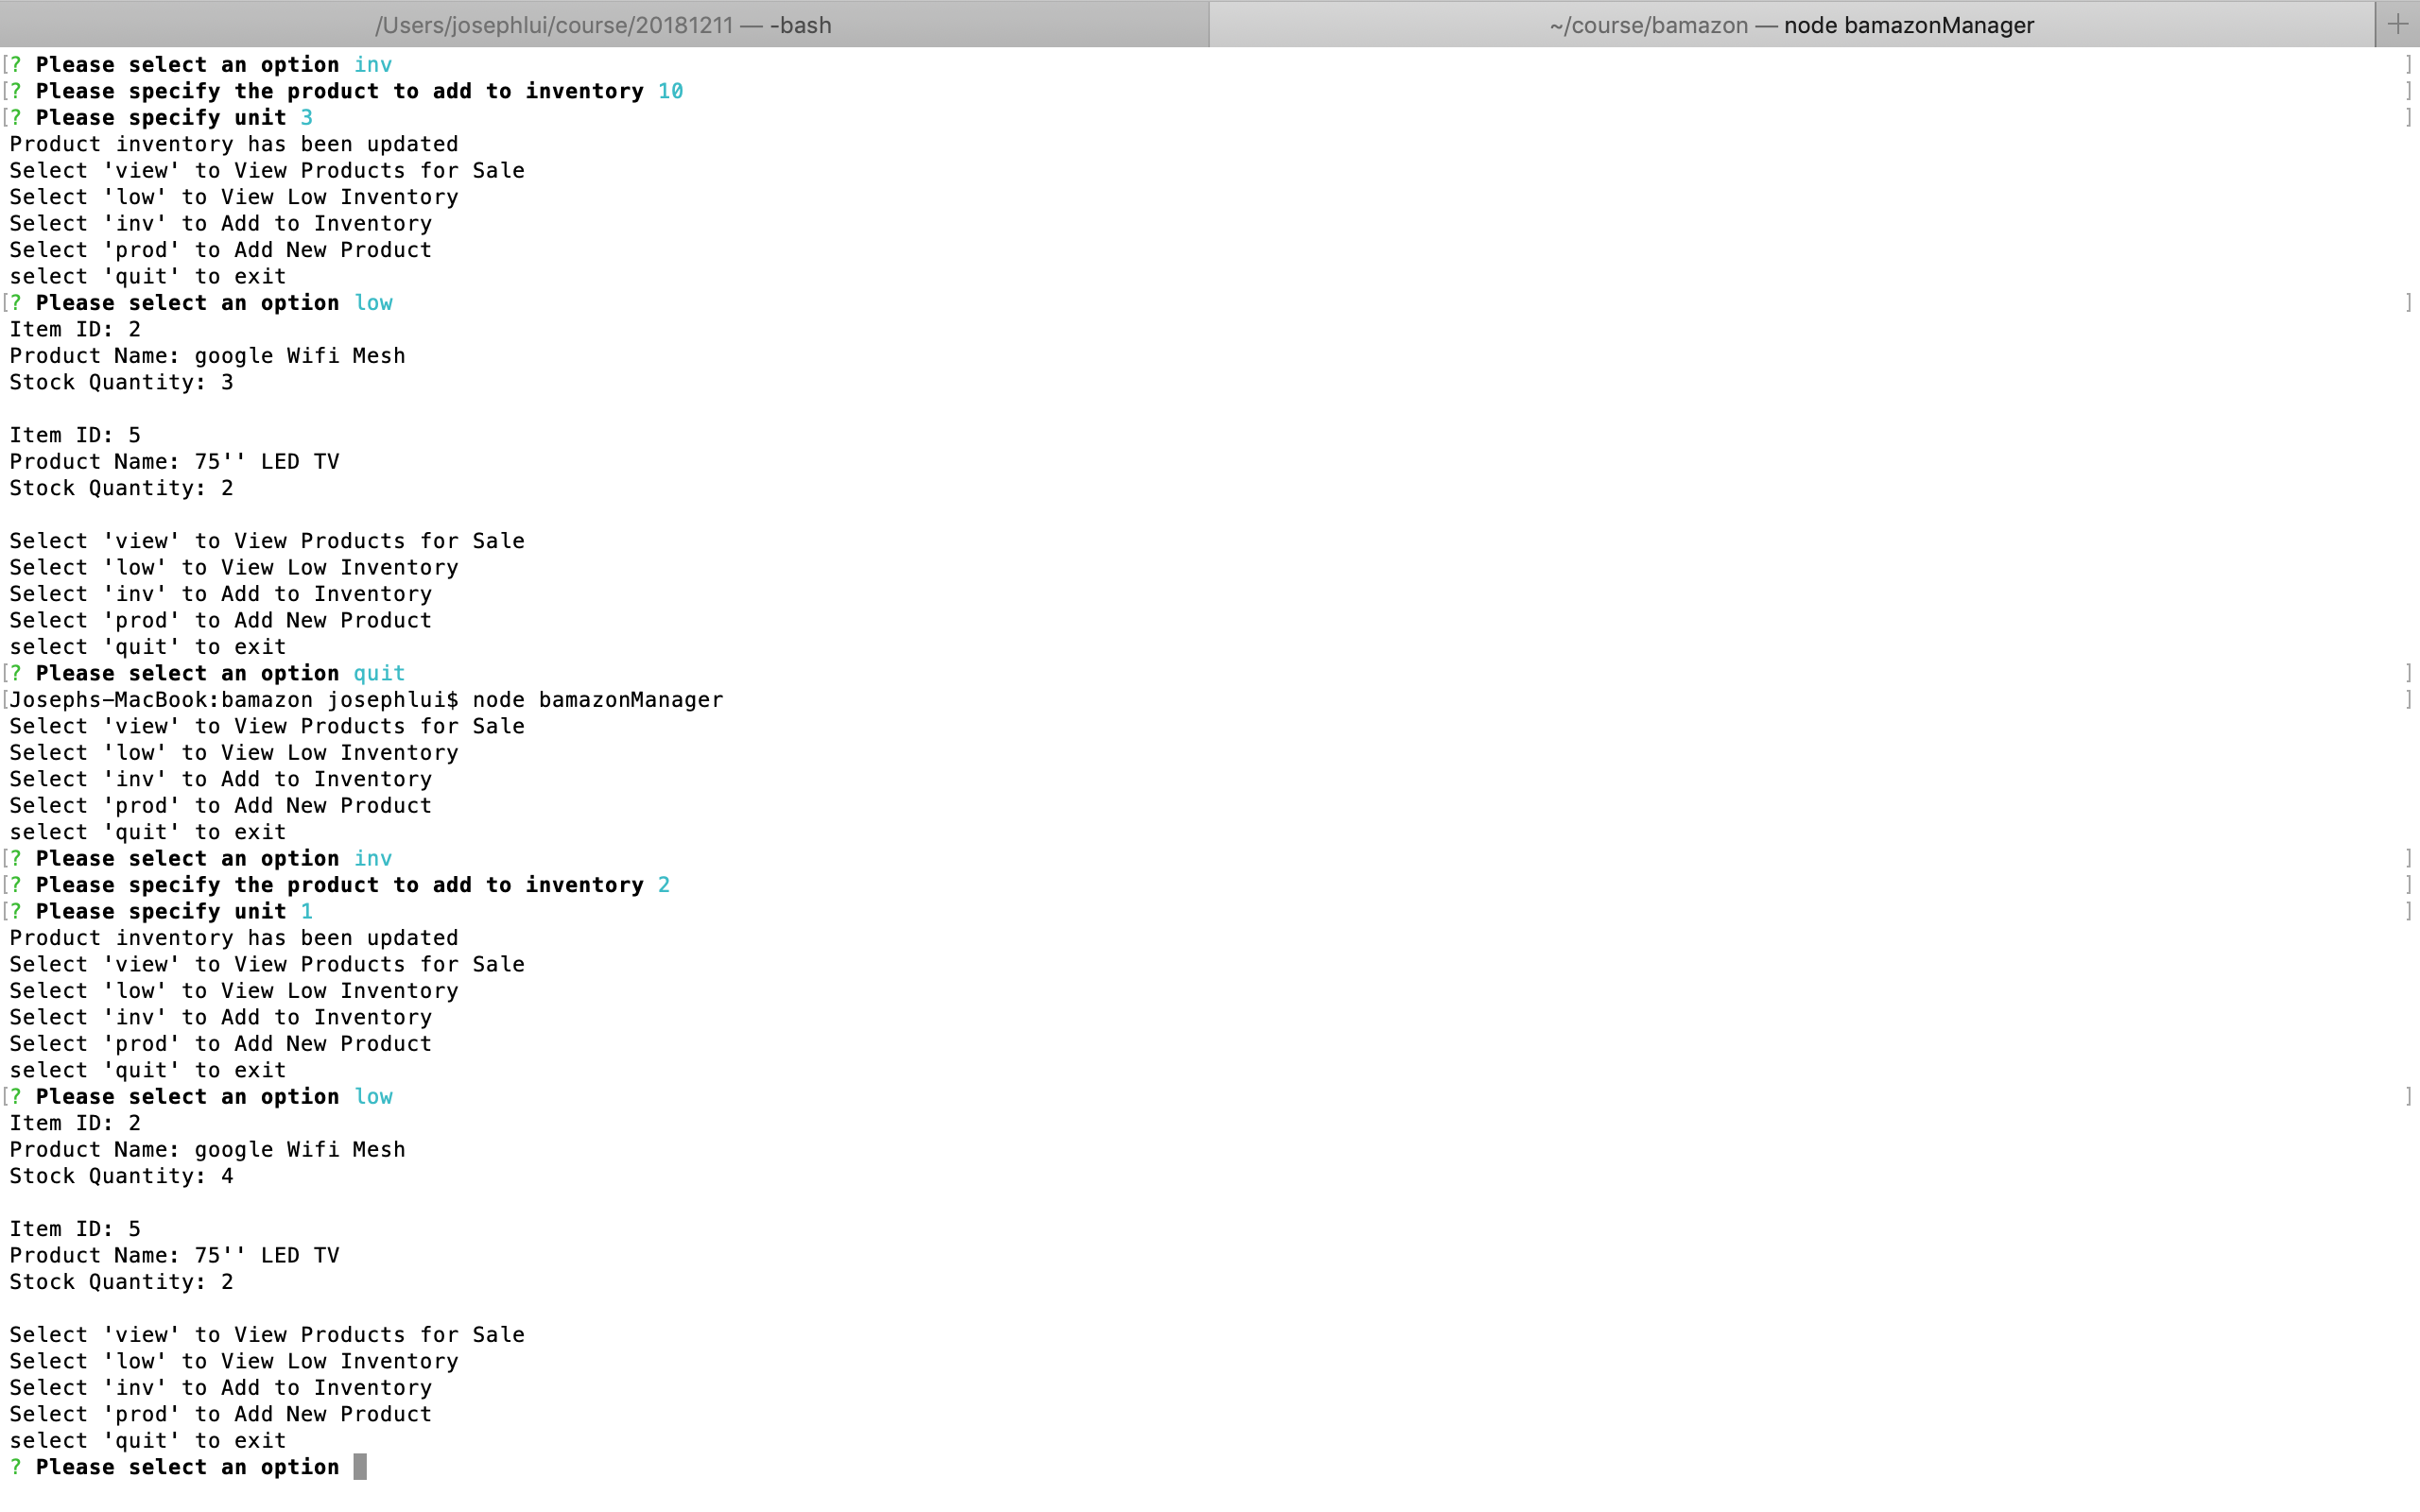 /Users/josephlui/course/20181211 — -bash
~/course/bamazon — node bamazonManager
[? Please select an option inv ]
[? Please specify the product to add to inventory 10 ]
[? Please specify unit 3 ]
Product inventory has been updated
Select 'view' to View Products for Sale
Select 'low' to View Low Inventory
Select 'inv' to Add to Inventory
Select 'prod' to Add New Product
select 'quit' to exit
[? Please select an option low ]
Item ID: 2
Product Name: google Wifi Mesh
Stock Quantity: 3
Item ID: 5
Product Name: 75'' LED TV
Stock Quantity: 2
Select 'view' to View Products for Sale
Select 'low' to View Low Inventory
Select 'inv' to Add to Inventory
Select 'prod' to Add New Product
select 'quit' to exit
[? Please select an option quit ]
[Josephs-MacBook:bamazon josephlui$ node bamazonManager ]
Select 'view' to View Products for Sale
Select 'low' to View Low Inventory
Select 'inv' to Add to Inventory
Select 'prod' to Add New Product
select 'quit' to exit
[? Please select an option inv ]
[? Please specify the product to add to inventory 2 ]
[? Please specify unit 1 ]
Product inventory has been updated
Select 'view' to View Products for Sale
Select 'low' to View Low Inventory
Select 'inv' to Add to Inventory
Select 'prod' to Add New Product
select 'quit' to exit
[? Please select an option low ]
Item ID: 2
Product Name: google Wifi Mesh
Stock Quantity: 4
Item ID: 5
Product Name: 75'' LED TV
Stock Quantity: 2
Select 'view' to View Products for Sale
Select 'low' to View Low Inventory
Select 'inv' to Add to Inventory
Select 'prod' to Add New Product
select 'quit' to exit
? Please select an option